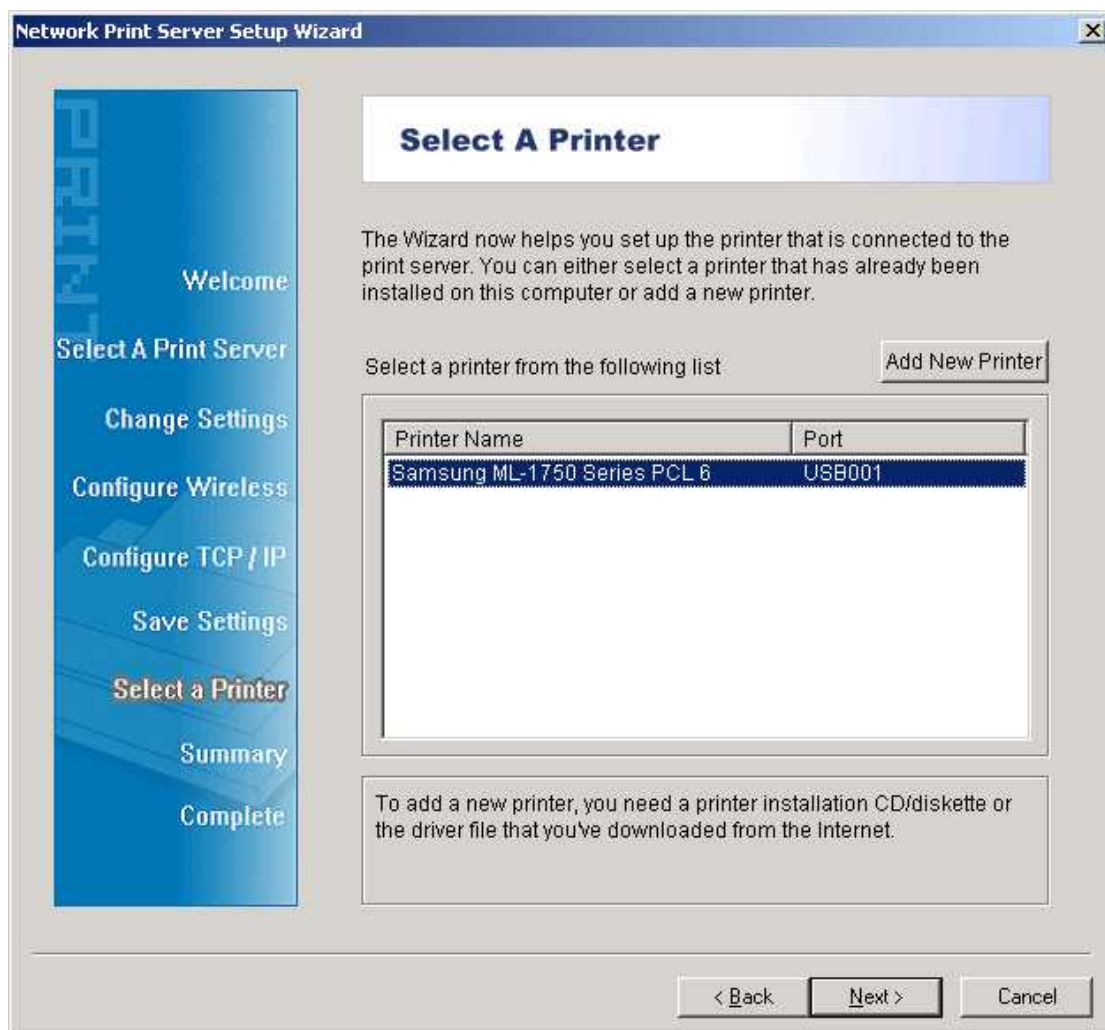 Network Print Server Setup Wizard
PRINT
Welcome
Select A Print Server
Change Settings
Configure Wireless
Configure TCP / IP
Save Settings
Select a Printer
Summary
Complete
Select A Printer
The Wizard now helps you set up the printer that is connected to the
print server. You can either select a printer that has already been
installed on this computer or add a new printer.
Select a printer from the following list
Add New Printer
Printer Name Port
Samsung ML-1750 Series PCL 6 USB001
To add a new printer, you need a printer installation CD/diskette or
the driver file that you've downloaded from the Internet.
< Back Next > Cancel